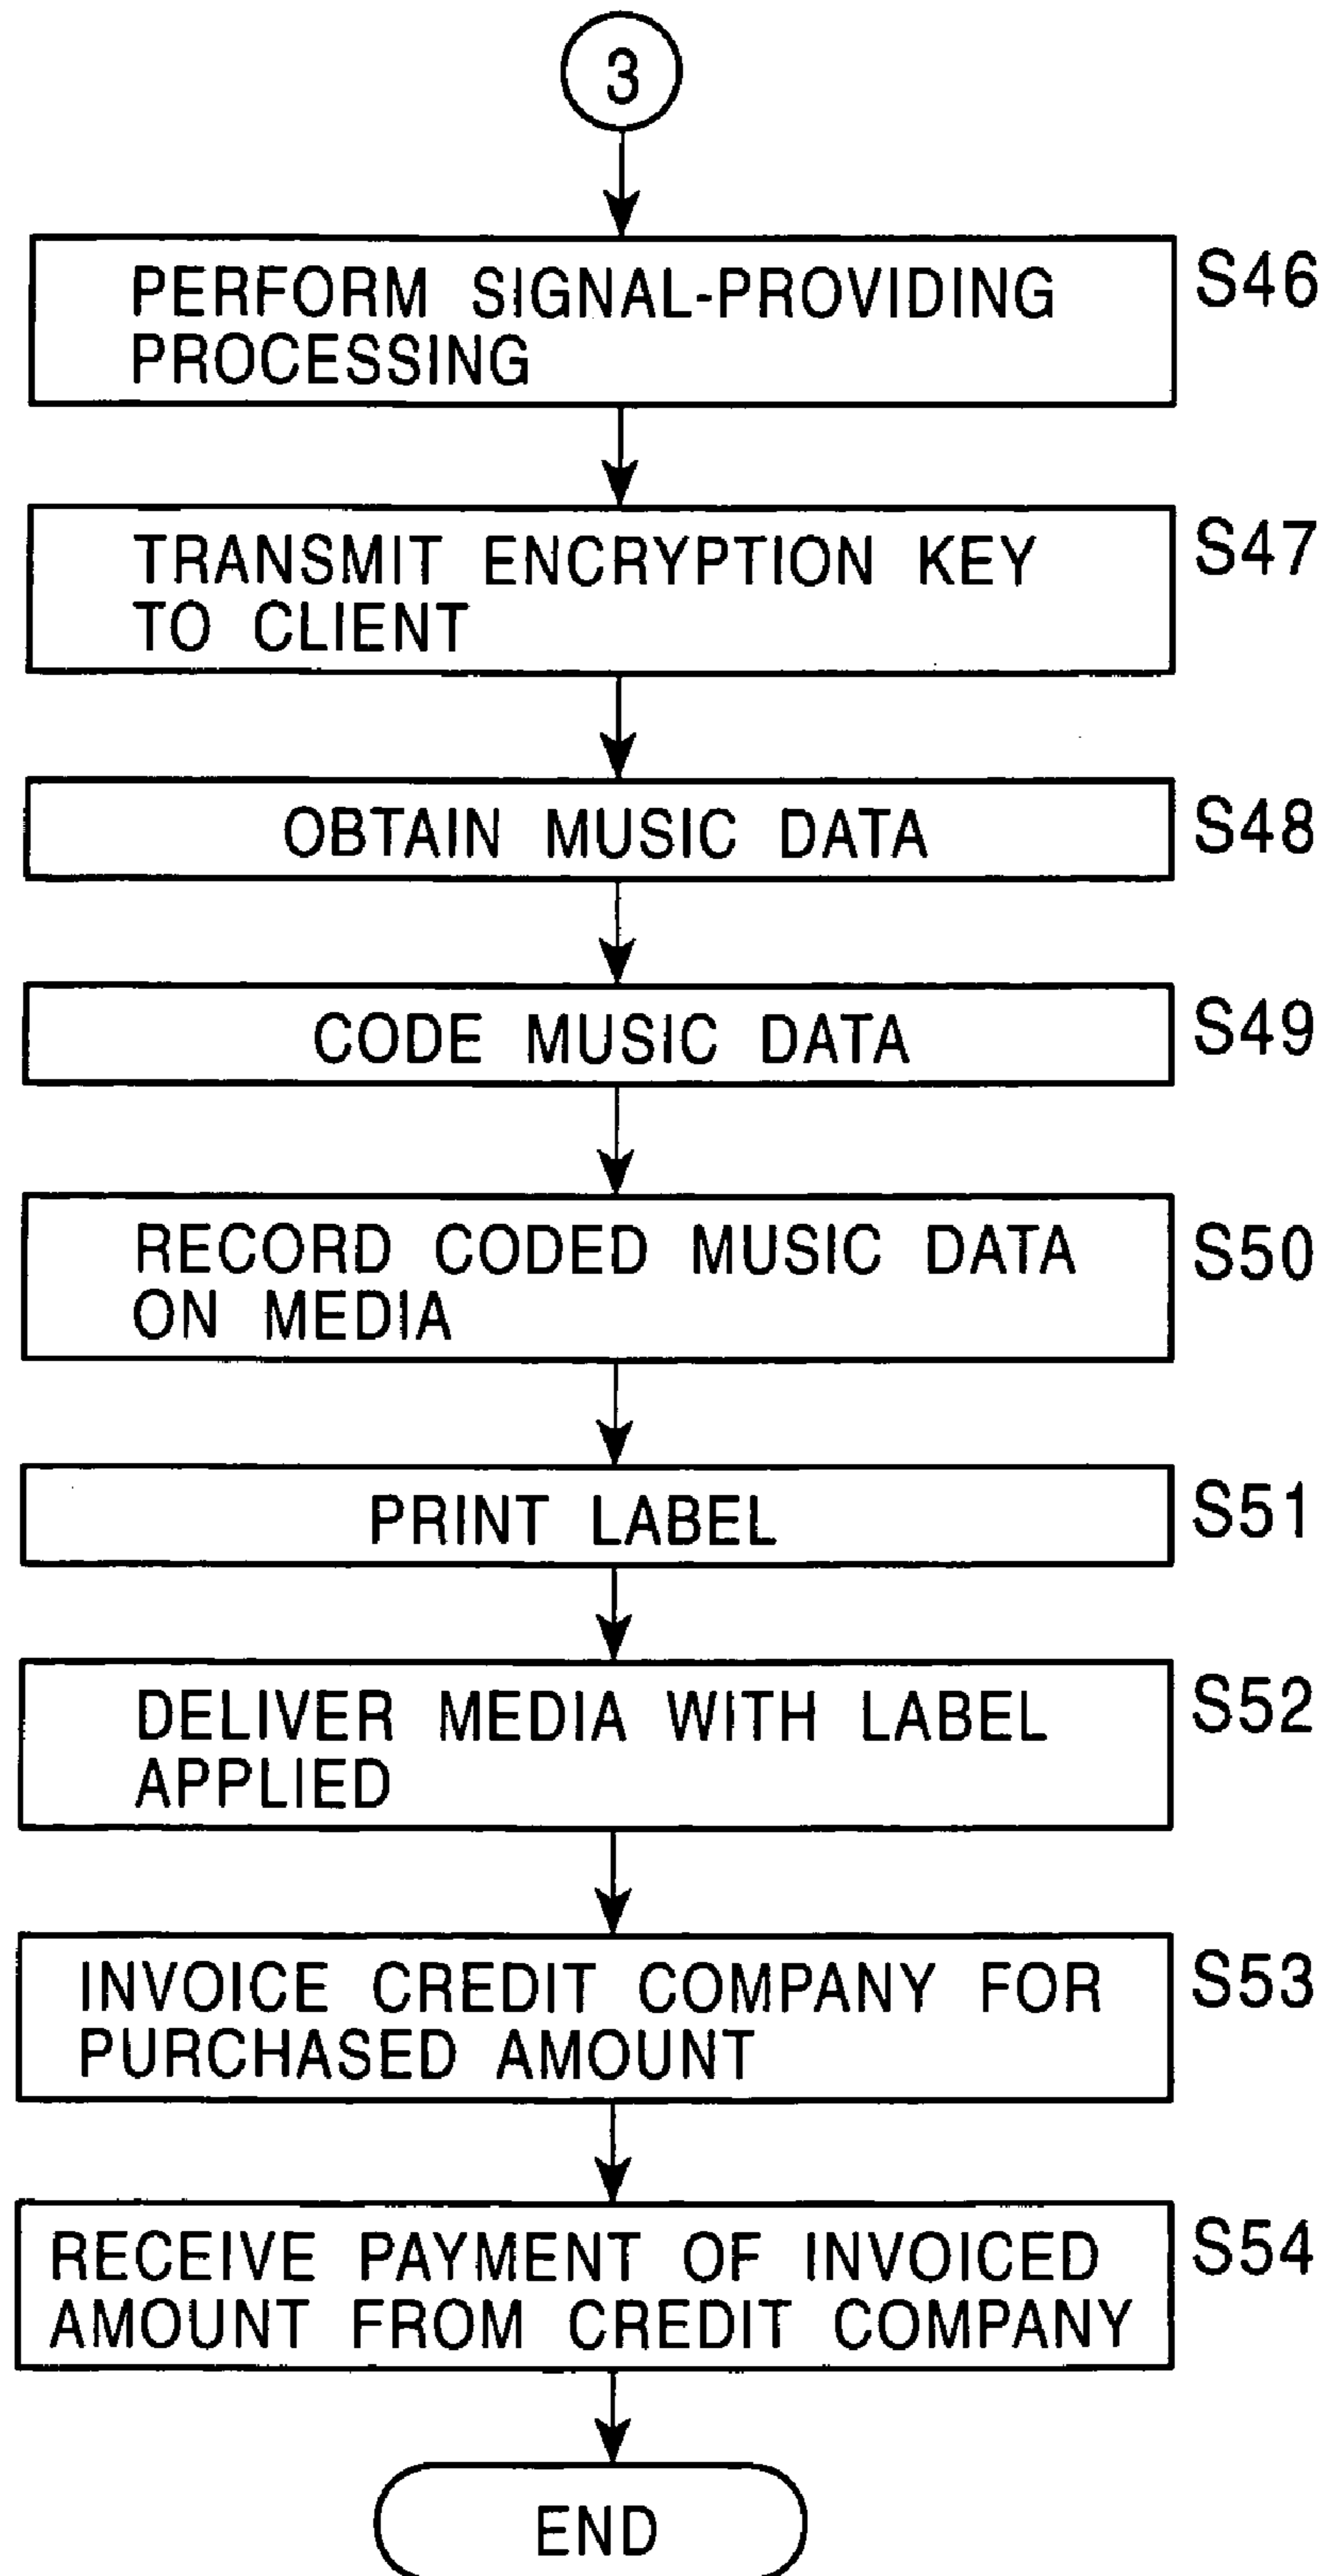 3
PERFORM SIGNAL-PROVIDING
PROCESSING
S46
TRANSMIT ENCRYPTION KEY
TO CLIENT
S47
OBTAIN MUSIC DATA
S48
CODE MUSIC DATA
S49
RECORD CODED MUSIC DATA
ON MEDIA
S50
PRINT LABEL
S51
DELIVER MEDIA WITH LABEL
APPLIED
S52
INVOICE CREDIT COMPANY FOR
PURCHASED AMOUNT
S53
RECEIVE PAYMENT OF INVOICED
AMOUNT FROM CREDIT COMPANY
S54
END